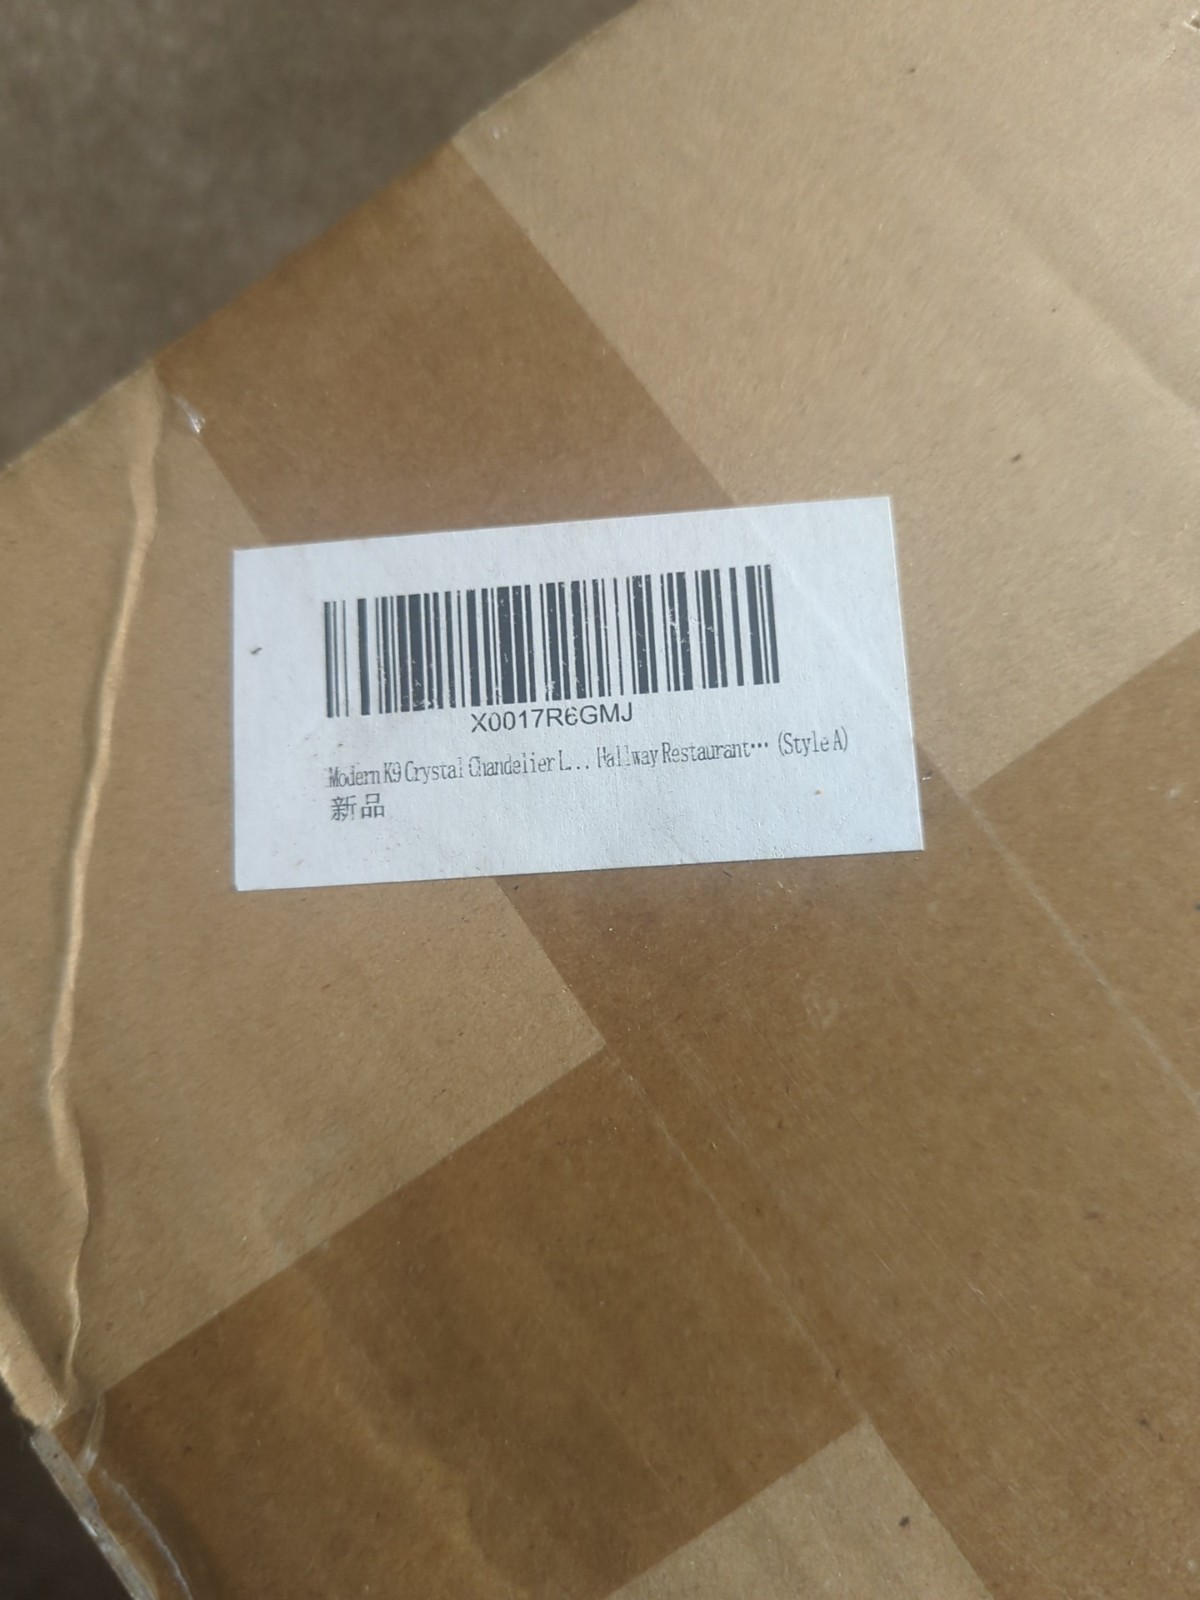 X0017R6GMJ
Modern K9 Crystal Chandelier L... Hallway Restaurant… (Style A)
新品